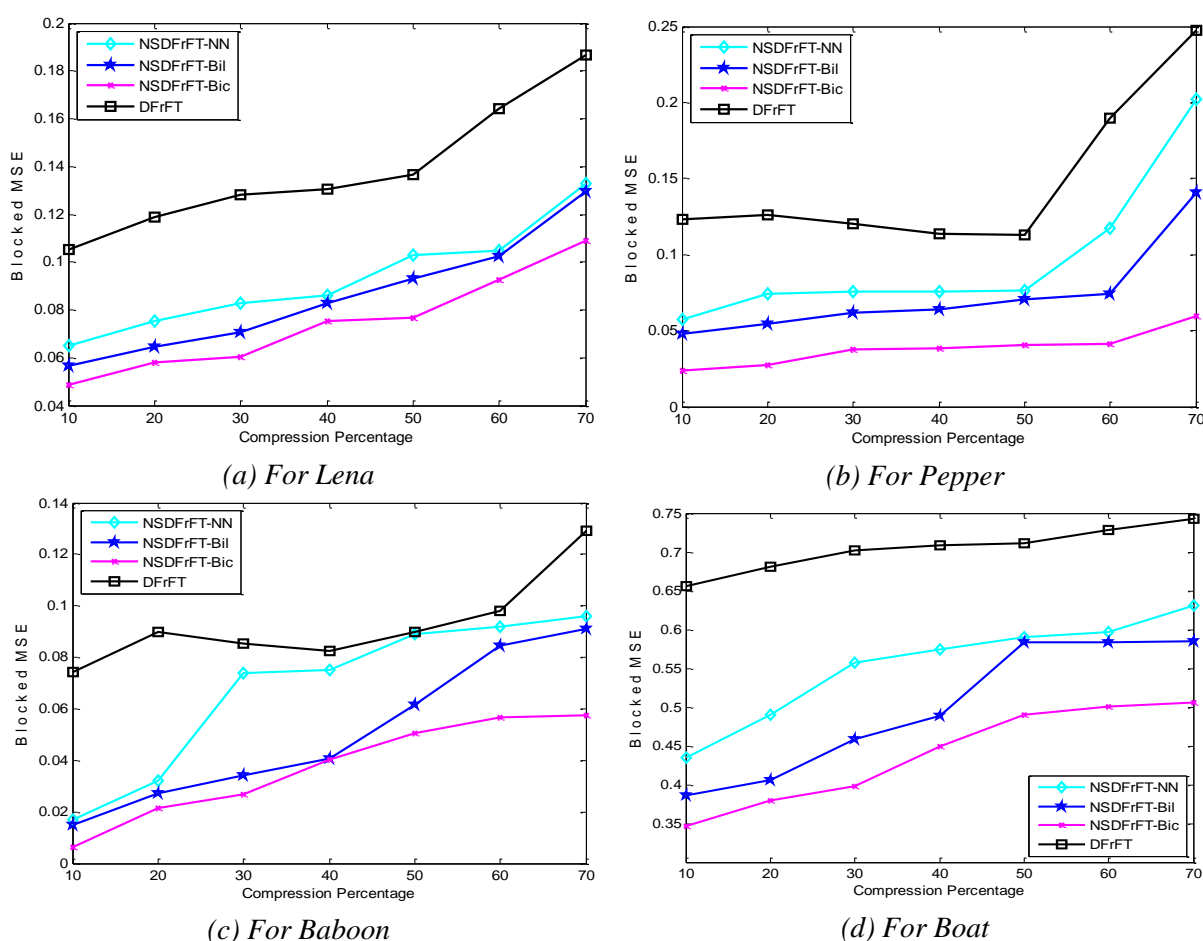 0.2
0.18
0.16
0.14
0.12
0.1
0.08
0.06
0.04
Blocked MSE
NSDFrFT-NN
NSDFrFT-Bil
NSDFrFT-Bic
DFrFT
10 20 30 40 50 60 70
Compression Percentage
(a) For Lena
0.25
0.2
0.15
0.1
0.05
0
Blocked MSE
NSDFrFT-NN
NSDFrFT-Bil
NSDFrFT-Bic
DFrFT
10 20 30 40 50 60 70
Compression Percentage
(b) For Pepper
0.14
0.12
0.1
0.08
0.06
0.04
0.02
0
Blocked MSE
NSDFrFT-NN
NSDFrFT-Bil
NSDFrFT-Bic
DFrFT
10 20 30 40 50 60 70
Compression Percentage
(c) For Baboon
0.75
0.7
0.65
0.6
0.55
0.5
0.45
0.4
0.35
Blocked MSE
NSDFrFT-NN
NSDFrFT-Bil
NSDFrFT-Bic
DFrFT
10 20 30 40 50 60 70
Compression Percentage
(d) For Boat